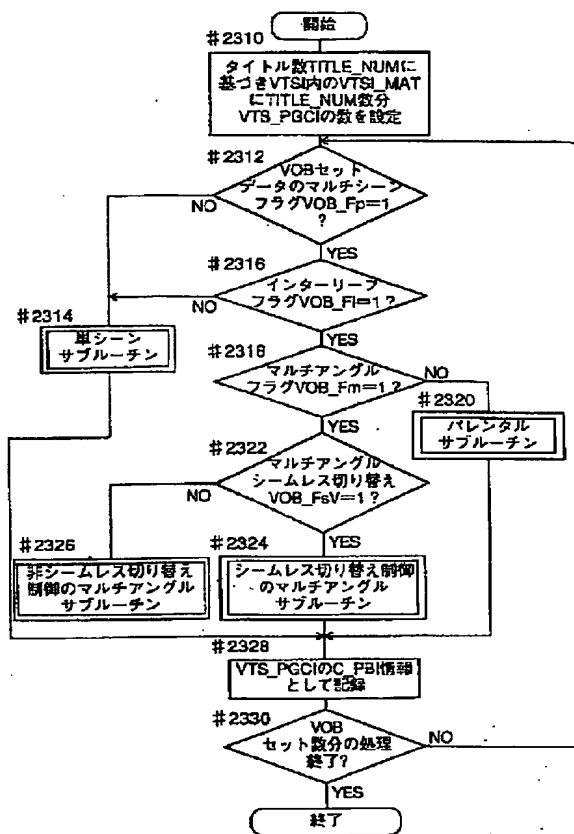 開始
#2310
タイトル数TITLE_NUMに
基づきVTSI内のVTSI_MAT
にTITLE_NUM数分
VTS_PGCIの数を設定
#2312
VOBセット
データのマルチシーン
フラグVOB_Fp=1
?
NO
YES
#2316
インターリーブ
フラグVOB_Fi=1?
NO
YES
#2314
単シーン
サブルーチン
#2318
マルチアングル
フラグVOB_Fm=1?
NO
YES
#2320
パレンタル
サブルーチン
#2322
マルチアングル
シームレス切り替え
VOB_FsV=1?
NO
YES
#2326
非シームレス切り替え
制御のマルチアングル
サブルーチン
#2324
シームレス切り替え制御
のマルチアングル
サブルーチン
#2328
VTS_PGCIのC_PBI情報
として記録
#2330
VOB
セット数分の処理
終了?
NO
YES
終了